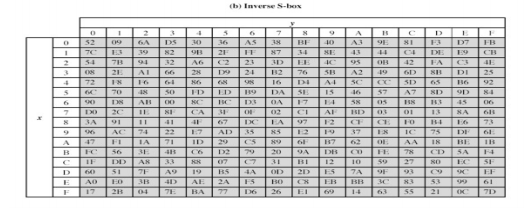 (b) Inverse S-box
y
0 1 2 3 4 5 6 7 8 9 A B C D E F
0 52 09 6A D5 30 36 A5 38 BF 40 A3 9E 81 F3 D7 FB
1 7C E3 39 82 9B 2F FF 87 34 8E 43 44 C4 DE E9 CB
2 54 7B 94 32 A6 C2 23 3D EE 4C 95 0B 42 FA C3 4E
3 08 2E A1 66 28 D9 24 B2 76 5B A2 49 6D 8B D1 25
4 72 F8 F6 64 86 68 98 16 D4 A4 5C CC 5D 65 B6 92
5 6C 70 48 50 FD ED B9 DA 5E 15 46 57 A7 8D 9D 84
6 90 D8 AB 00 8C BC D3 0A F7 E4 58 05 B8 B3 45 06
7 D0 2C 1E 8F CA 3F 0F 02 C1 AF BD 03 01 13 8A 6B
x 8 3A 91 11 41 4F 67 DC EA 97 F2 CF CE F0 B4 E6 73
9 96 AC 74 22 E7 AD 35 85 E2 F9 37 E8 1C 75 DF 6E
A 47 F1 1A 71 1D 29 C5 89 6F B7 62 0E AA 18 BE 1B
B FC 56 3E 4B C6 D2 79 20 9A DB C0 FE 78 CD 5A F4
C 1F DD A8 33 88 07 C7 31 B1 12 10 59 27 80 EC 5F
D 60 51 7F A9 19 B5 4A 0D 2D E5 7A 9F 93 C9 9C EF
E A0 E0 3B 4D AE 2A F5 B0 C8 EB BB 3C 83 53 99 61
F 17 2B 04 7E BA 77 D6 26 E1 69 14 63 55 21 0C 7D